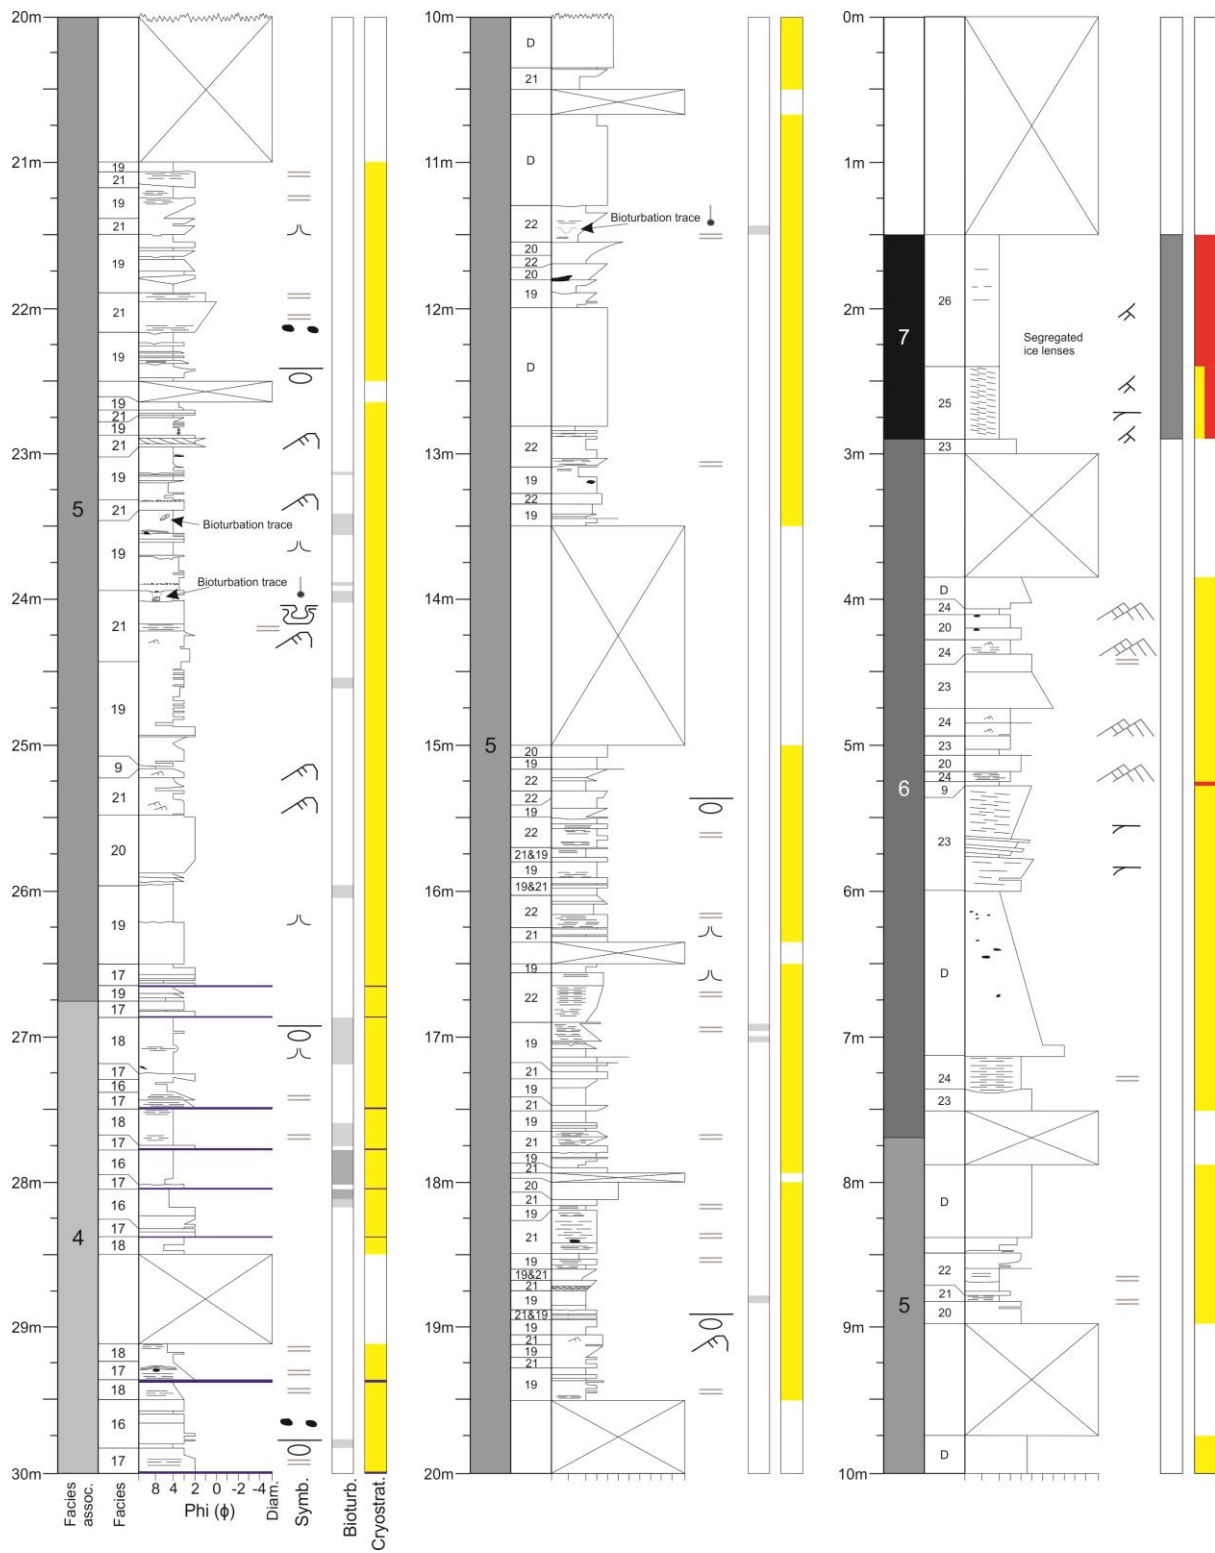 20m
21m
22m
23m
24m
25m
26m
27m
28m
29m
30m
5
4
19
21
19
21
19
21
19
19
21
19
21
19
21
19
21
19
9
21
20
19
17
19
17
18
17
16
17
18
17
16
17
16
17
18
18
17
18
16
17
Bioturbation trace
Bioturbation trace
8 4 2 0 -2 -4
Phi (ϕ)
Facies assoc.
Facies
Diam.
Symb.
Bioturb.
Cryostrat.
10m
11m
12m
13m
14m
15m
16m
17m
18m
19m
20m
5
D
21
D
22
20
22
20
19
D
22
19
22
19
20
19
22
22
19
22
21&19
19
19&21
22
21
19
22
19
21
19
21
19
21
19
21
20
21
19
21
19
19&21
21
19
21&19
19
21
19
21
19
Bioturbation trace
0m
1m
2m
3m
4m
5m
6m
7m
8m
9m
10m
7
6
5
26
25
23
D
24
20
24
23
24
23
20
24
9
23
D
24
23
D
22
21
20
D
Segregated
ice lenses